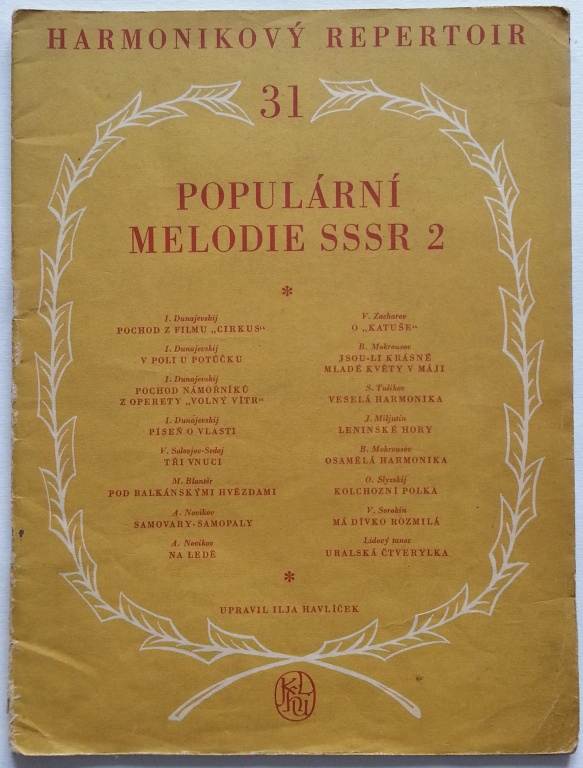 HARMONIKOVÝ REPERTOIR
31
POPULÁRNÍ
MELODIE SSSR 2
*
I. Dunajevskij
POCHOD Z FILMU „CIRKUS“
I. Dunajevskij
V POLI U POTŮČKU
I. Dunajevskij
POCHOD NÁMOŘNÍKŮ
Z OPERETY „VOLNÝ VÍTR“
I. Dunajevskij
PÍSEŇ O VLASTI
V. Solovjov-Sedoj
TŘI VNUCI
M. Blantěr
POD BALKÁNSKÝMI HVĚZDAMI
A. Novikov
SAMOVARY-SAMOPALY
A. Novikov
NA LEDĚ
V. Zacharov
O „KATUŠE“
B. Mokrousov
JSOU-LI KRÁSNÉ
MLADÉ KVĚTY V MÁJI
S. Tulikov
VESELÁ HARMONIKA
J. Miljutin
LENINSKÉ HORY
B. Mokrousov
OSAMĚLÁ HARMONIKA
O. Slyzskij
KOLCHOZNÍ POLKA
V. Sorokin
MÁ DÍVKO ROZMILÁ
Lidový tanec
URALSKÁ ČTVERYLKA
*
UPRAVIL ILJA HAVLÍČEK